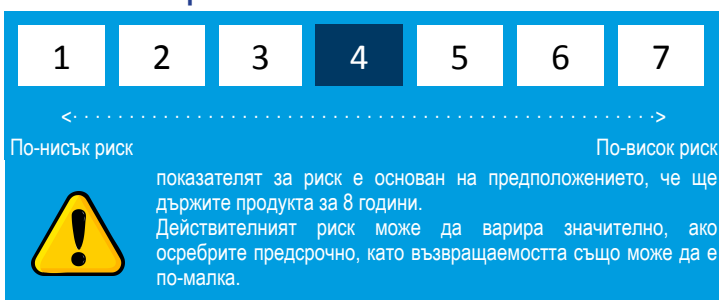 1 2 3 4 5 6 7
<· · · · · · · · · · · · · · · · · · · · · · · · · · · · · · · · · · · · · · · · · · · · · · · · · · · ·>
По-нисък риск По-висок риск
показателят за риск е основан на предположението, че ще
държите продукта за 8 години.
Действителният риск може да варира значително, ако
осребрите предсрочно, като възвращаемостта също може да е
по-малка.